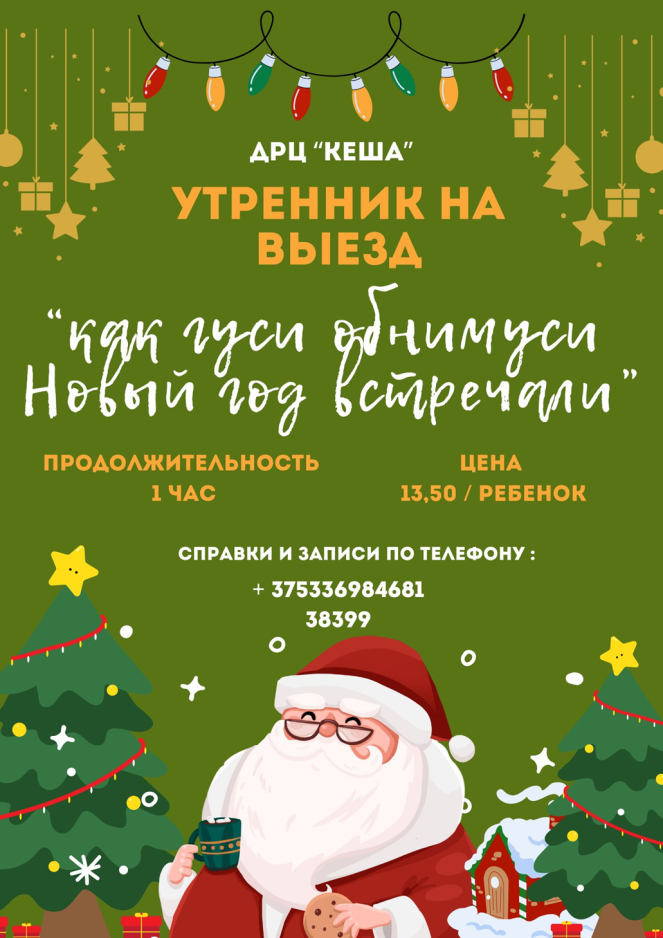 ДРЦ “КЕША”
УТРЕННИК НА
ВЫЕЗД
“как гуси обнимуси
Новый год встречали”
ПРОДОЛЖИТЕЛЬНОСТЬ
1 ЧАС
ЦЕНА
13,50 / РЕБЕНОК
СПРАВКИ И ЗАПИСИ ПО ТЕЛЕФОНУ :
+ 375336984681
38399